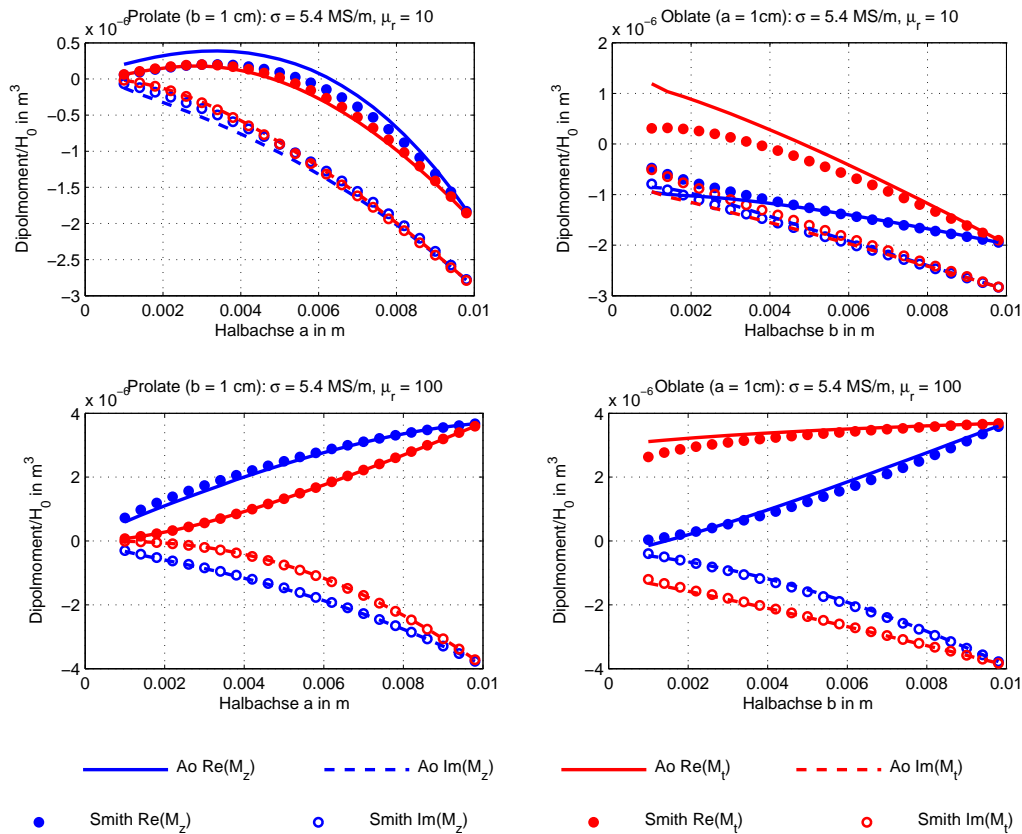 x 10⁻⁶
Prolate (b = 1 cm): σ = 5.4 MS/m, μ_r = 10
0.5
0
−0.5
−1
−1.5
−2
−2.5
−3
Dipolmoment/H_0 in m³
0
0.002
0.004
0.006
0.008
0.01
Halbachse a in m
x 10⁻⁶
Oblate (a = 1cm): σ = 5.4 MS/m, μ_r = 10
2
1
0
−1
−2
−3
Dipolmoment/H_0 in m³
0
0.002
0.004
0.006
0.008
0.01
Halbachse b in m
x 10⁻⁶
Prolate (b = 1 cm): σ = 5.4 MS/m, μ_r = 100
4
2
0
−2
−4
Dipolmoment/H_0 in m³
0
0.002
0.004
0.006
0.008
0.01
Halbachse a in m
x 10⁻⁶
Oblate (a = 1cm): σ = 5.4 MS/m, μ_r = 100
4
2
0
−2
−4
Dipolmoment/H_0 in m³
0
0.002
0.004
0.006
0.008
0.01
Halbachse b in m
Ao Re(M_z) Ao Im(M_z) Ao Re(M_t) Ao Im(M_t)
Smith Re(M_z) Smith Im(M_z) Smith Re(M_t) Smith Im(M_t)